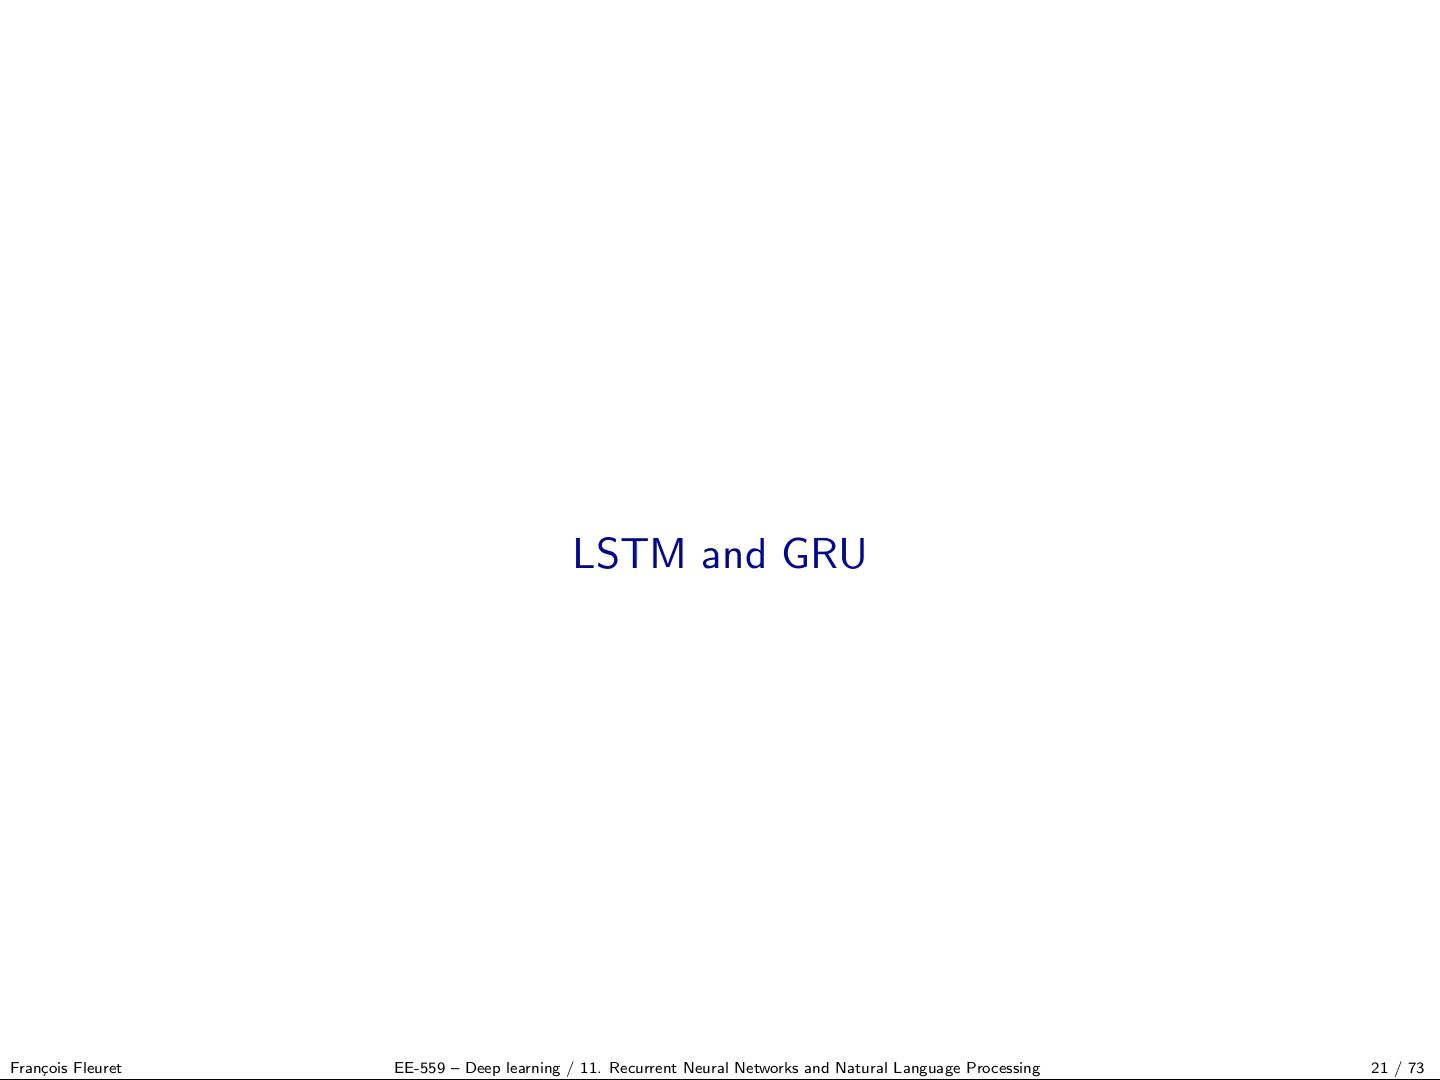 LSTM and GRU
François Fleuret
EE-559 – Deep learning / 11. Recurrent Neural Networks and Natural Language Processing
21 / 73